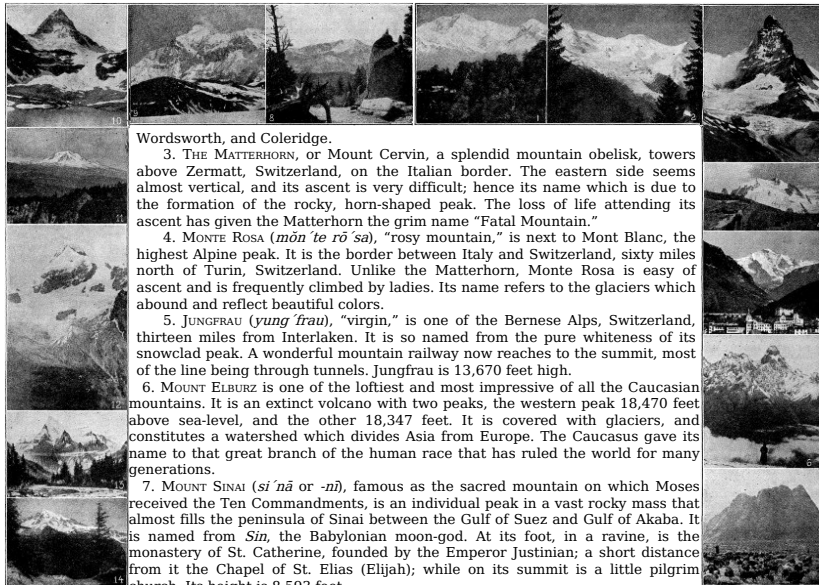 10
9
8
1
2
Wordsworth, and Coleridge.
3. THE MATTERHORN, or Mount Cervin, a splendid mountain obelisk, towers
above Zermatt, Switzerland, on the Italian border. The eastern side seems
almost vertical, and its ascent is very difficult; hence its name which is due to
the formation of the rocky, horn-shaped peak. The loss of life attending its
ascent has given the Matterhorn the grim name “Fatal Mountain.”
4. MONTE ROSA (mŏn´te rō´sa), “rosy mountain,” is next to Mont Blanc, the
highest Alpine peak. It is the border between Italy and Switzerland, sixty miles
north of Turin, Switzerland. Unlike the Matterhorn, Monte Rosa is easy of
ascent and is frequently climbed by ladies. Its name refers to the glaciers which
abound and reflect beautiful colors.
5. JUNGFRAU (yung´frau), “virgin,” is one of the Bernese Alps, Switzerland,
thirteen miles from Interlaken. It is so named from the pure whiteness of its
snowclad peak. A wonderful mountain railway now reaches to the summit, most
of the line being through tunnels. Jungfrau is 13,670 feet high.
6. MOUNT ELBURZ is one of the loftiest and most impressive of all the Caucasian
mountains. It is an extinct volcano with two peaks, the western peak 18,470 feet
above sea-level, and the other 18,347 feet. It is covered with glaciers, and
constitutes a watershed which divides Asia from Europe. The Caucasus gave its
name to that great branch of the human race that has ruled the world for many
generations.
7. MOUNT SINAI (si´nā or -nī), famous as the sacred mountain on which Moses
received the Ten Commandments, is an individual peak in a vast rocky mass that
almost fills the peninsula of Sinai between the Gulf of Suez and Gulf of Akaba. It
is named from Sin, the Babylonian moon-god. At its foot, in a ravine, is the
monastery of St. Catherine, founded by the Emperor Justinian; a short distance
from it the Chapel of St. Elias (Elijah); while on its summit is a little pilgrim
church. Its height is 8,593 feet.
11
12
13
14
6